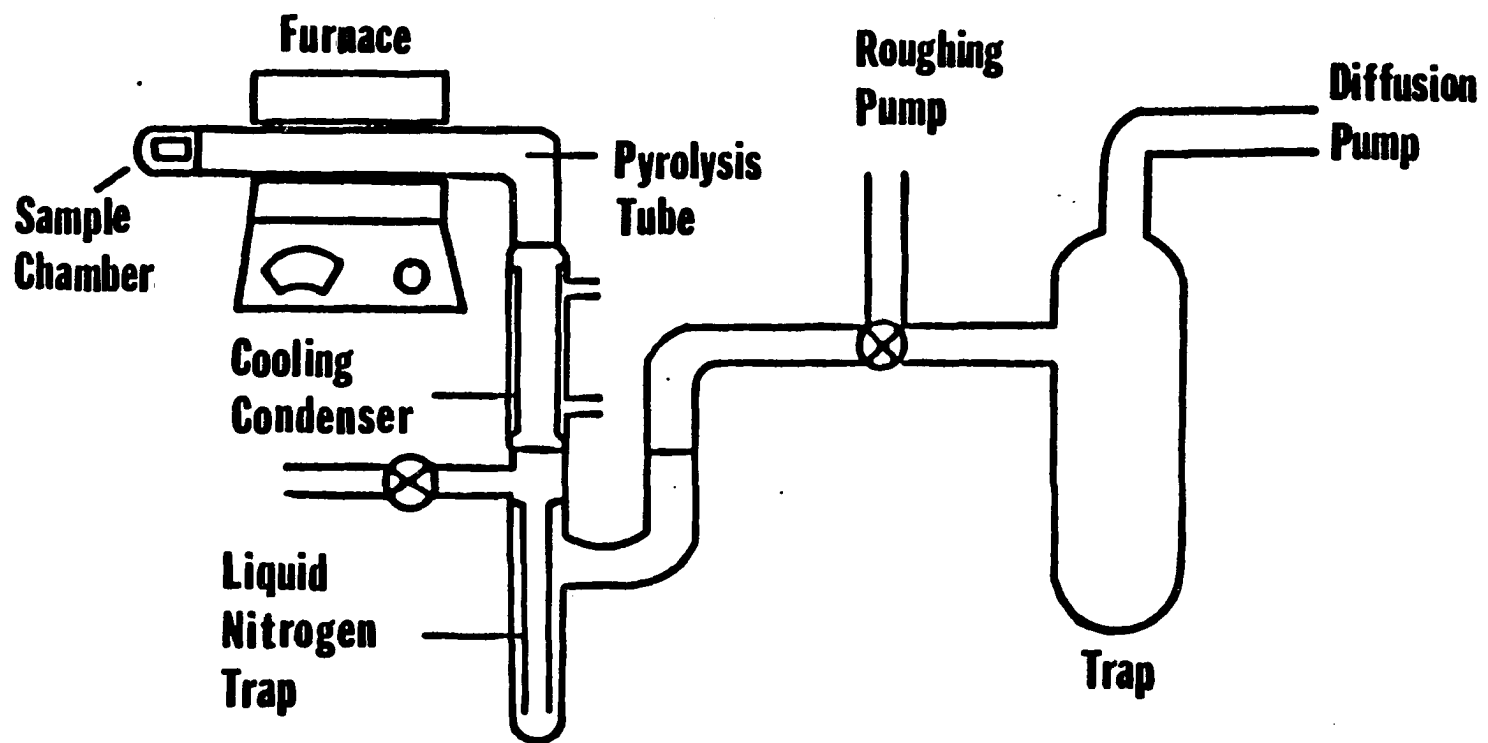 Furnace
Roughing
Pump
Diffusion
Pump
Pyrolysis
Tube
Sample
Chamber
Cooling
Condenser
Liquid
Nitrogen
Trap
Trap